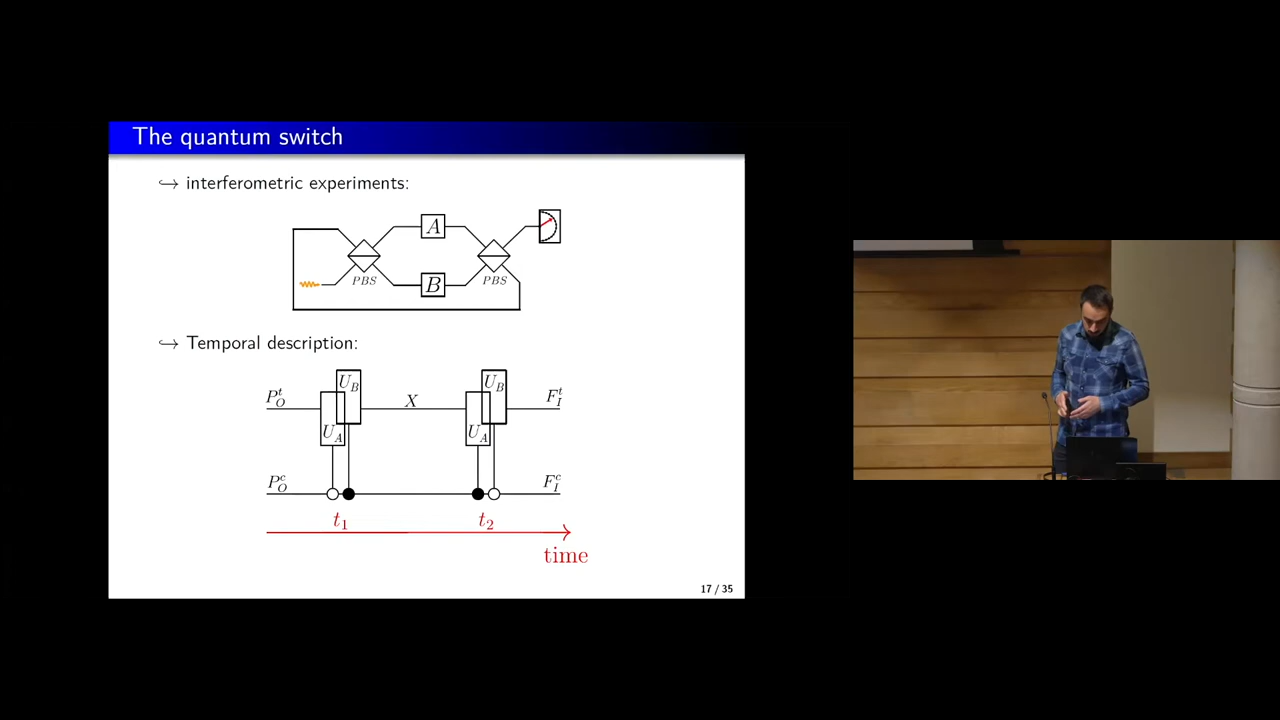 The quantum switch
↪ interferometric experiments:
A
PBS
PBS
B
↪ Temporal description:
U_B U_B
P_O^t X F_I^t
U_A U_A
P_O^c F_I^c
t_1 t_2
time
17 / 35